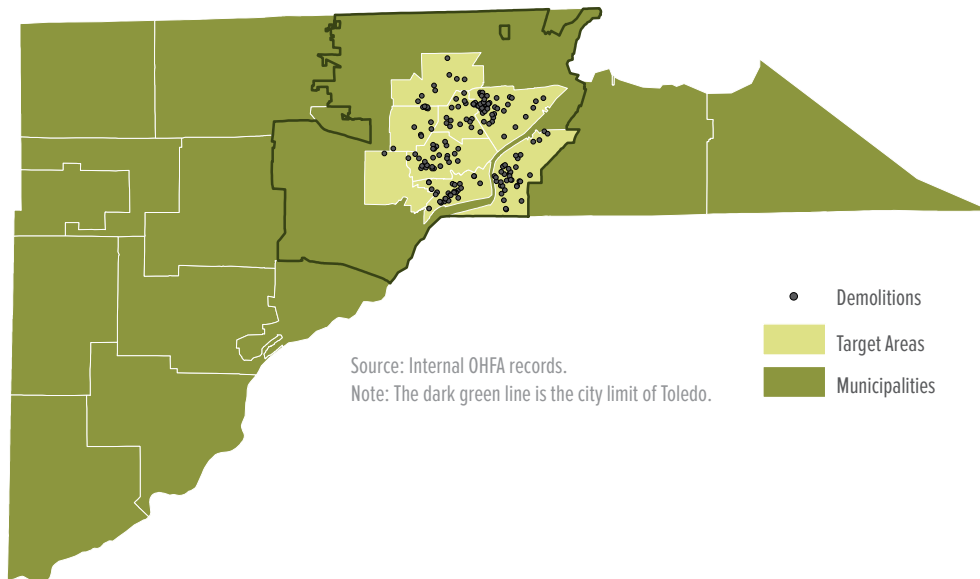 Demolitions
Target Areas
Municipalities
Source: Internal OHFA records.
Note: The dark green line is the city limit of Toledo.